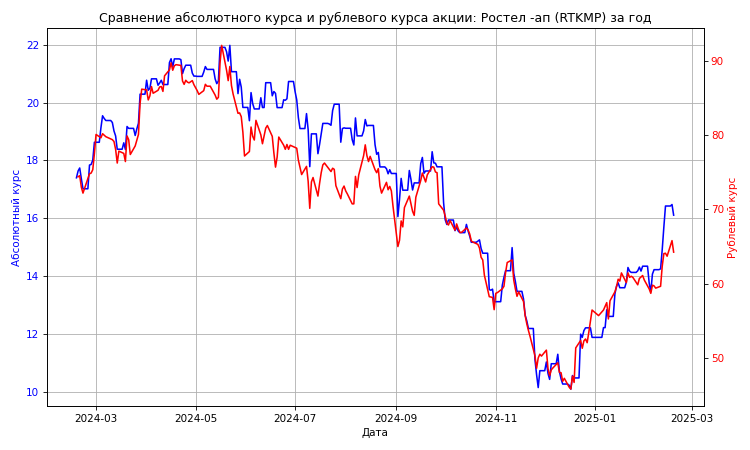 Сравнение абсолютного курса и рублевого курса акции: Ростел -ап (RTKMP) за год
22
20
18
16
14
12
10
Абсолютный курс
90
80
70
60
50
Рублевый курс
2024-03 2024-05 2024-07 2024-09 2024-11 2025-01 2025-03
Дата